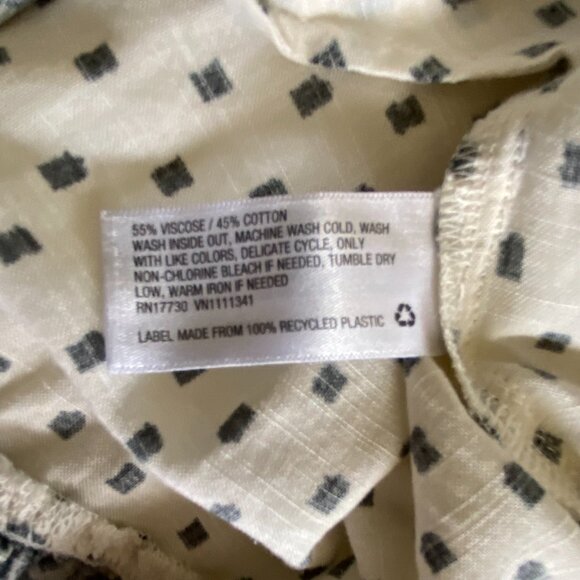 55% VISCOSE / 45% COTTON
WASH INSIDE OUT, MACHINE WASH COLD, WASH
WITH LIKE COLORS, DELICATE CYCLE, ONLY
NON-CHLORINE BLEACH IF NEEDED, TUMBLE DRY
LOW, WARM IRON IF NEEDED
RN17730 VN1111341
LABEL MADE FROM 100% RECYCLED PLASTIC